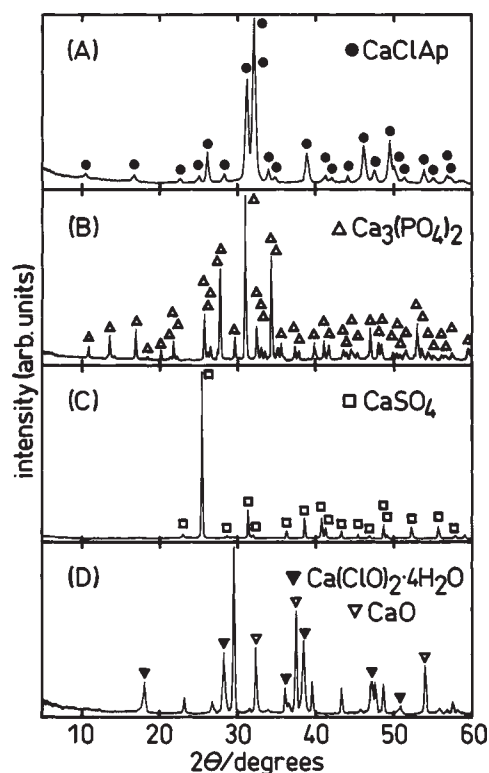 (A)
● CaClAp
(B)
△ Ca₃(PO₄)₂
(C)
□ CaSO₄
(D)
▼ Ca(ClO)₂·4H₂O
▽ CaO
intensity (arb. units)
10 20 30 40 50 60
2θ/degrees